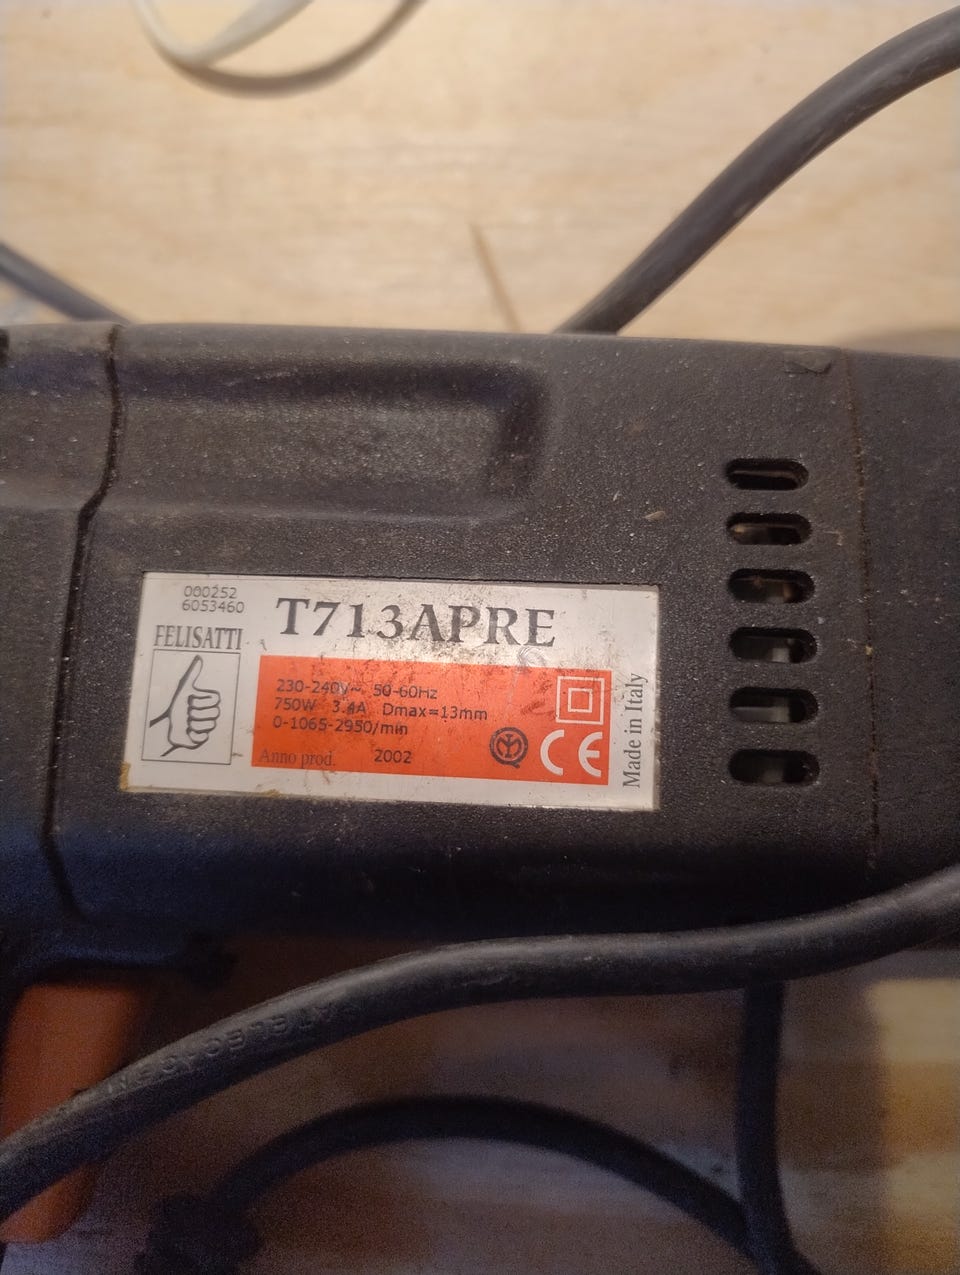 000252
6053460
T713APRE
FELISATTI
230-240V~ 50-60Hz
750W 3.4A Dmax=13mm
0-1065-2950/min
Anno prod. 2002
CE
Made in Italy